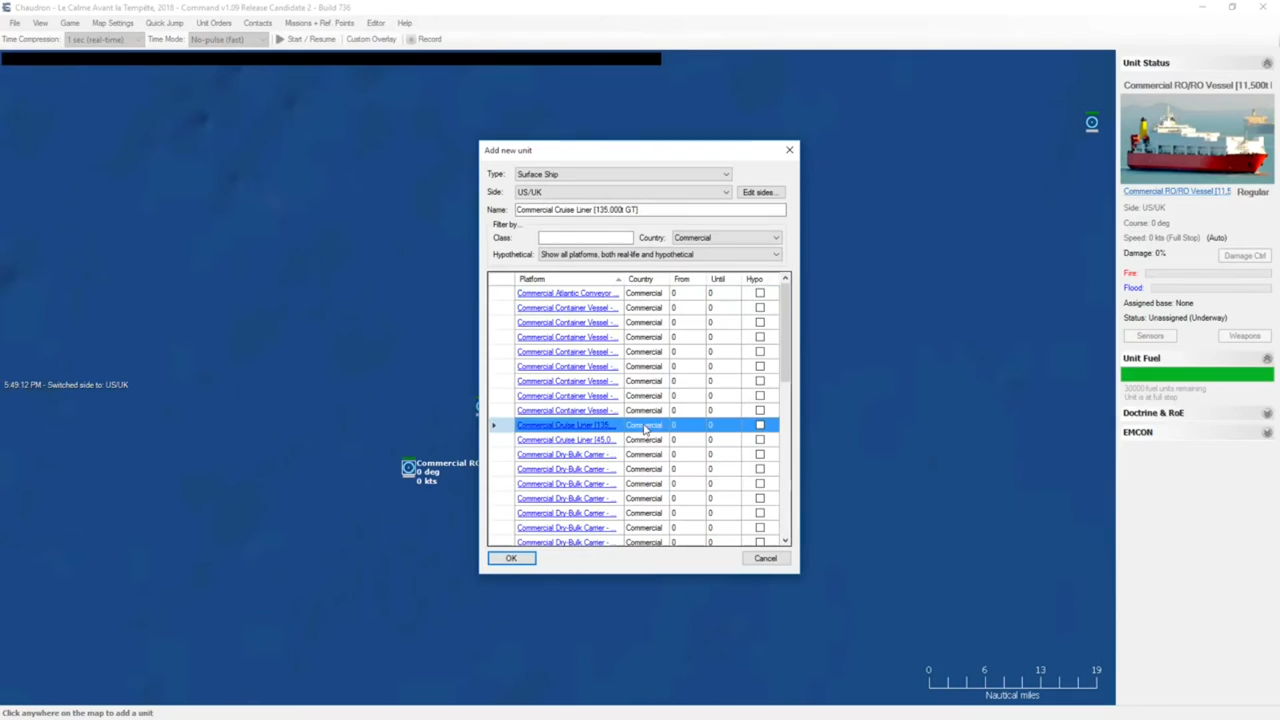 Chaudron - Le Calme Avant la Tempête, 2018 - Command v1.09 Release Candidate 2 - Build 736
File View Game Map Settings Quick Jump Unit Orders Contacts Missions + Ref. Points Editor Help
Time Compression: 1 sec (real-time) Time Mode: No-pulse (fast) Start / Resume Custom Overlay Record
Unit Status
Commercial RO/RO Vessel [11,500t
Commercial RO/RO Vessel [11,5 Regular
Side: US/UK
Course: 0 deg
Speed: 0 kts (Full Stop) (Auto)
Damage: 0% Damage Ctrl
Fire:
Flood:
Assigned base: None
Status: Unassigned (Underway)
Sensors Weapons
Unit Fuel
30000 fuel units remaining
Unit is at full stop
Doctrine & RoE
EMCON
Add new unit
Type: Surface Ship
Side: US/UK Edit sides...
Name: Commercial Cruise Liner [135,000t GT]
Filter by...
Class: Country: Commercial
Hypothetical: Show all platforms, both real-life and hypothetical
Platform Country From Until Hypo
Commercial Atlantic Conveyor ... Commercial 0 0
Commercial Container Vessel -... Commercial 0 0
Commercial Container Vessel -... Commercial 0 0
Commercial Container Vessel -... Commercial 0 0
Commercial Container Vessel -... Commercial 0 0
Commercial Container Vessel -... Commercial 0 0
Commercial Container Vessel -... Commercial 0 0
Commercial Container Vessel -... Commercial 0 0
Commercial Container Vessel -... Commercial 0 0
Commercial Cruise Liner [135,... Commercial 0 0
Commercial Cruise Liner [45,0... Commercial 0 0
Commercial Dry-Bulk Carrier - ... Commercial 0 0
Commercial Dry-Bulk Carrier - ... Commercial 0 0
Commercial Dry-Bulk Carrier - ... Commercial 0 0
Commercial Dry-Bulk Carrier - ... Commercial 0 0
Commercial Dry-Bulk Carrier - ... Commercial 0 0
Commercial Dry-Bulk Carrier - ... Commercial 0 0
Commercial Dry-Bulk Carrier - ... Commercial 0 0
OK Cancel
5:49:12 PM - Switched side to: US/UK
Commercial RO
0 deg
0 kts
0 6 13 19
Nautical miles
Click anywhere on the map to add a unit